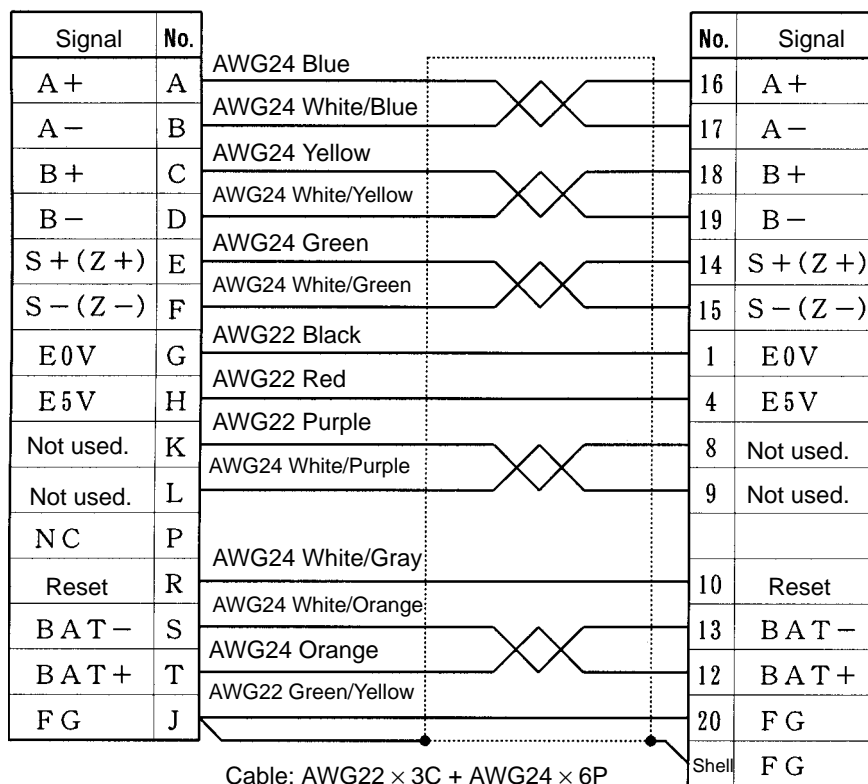 Signal No. No. Signal
A+ A AWG24 Blue 16 A+
A− B AWG24 White/Blue 17 A−
B+ C AWG24 Yellow 18 B+
B− D AWG24 White/Yellow 19 B−
S+(Z+) E AWG24 Green 14 S+(Z+)
S−(Z−) F AWG24 White/Green 15 S−(Z−)
E0V G AWG22 Black 1 E0V
E5V H AWG22 Red 4 E5V
Not used. K AWG22 Purple 8 Not used.
Not used. L AWG24 White/Purple 9 Not used.
NC P
Reset R AWG24 White/Gray 10 Reset
BAT− S AWG24 White/Orange 13 BAT−
BAT+ T AWG24 Orange 12 BAT+
FG J AWG22 Green/Yellow 20 FG
Shell FG
Cable: AWG22 × 3C + AWG24 × 6P